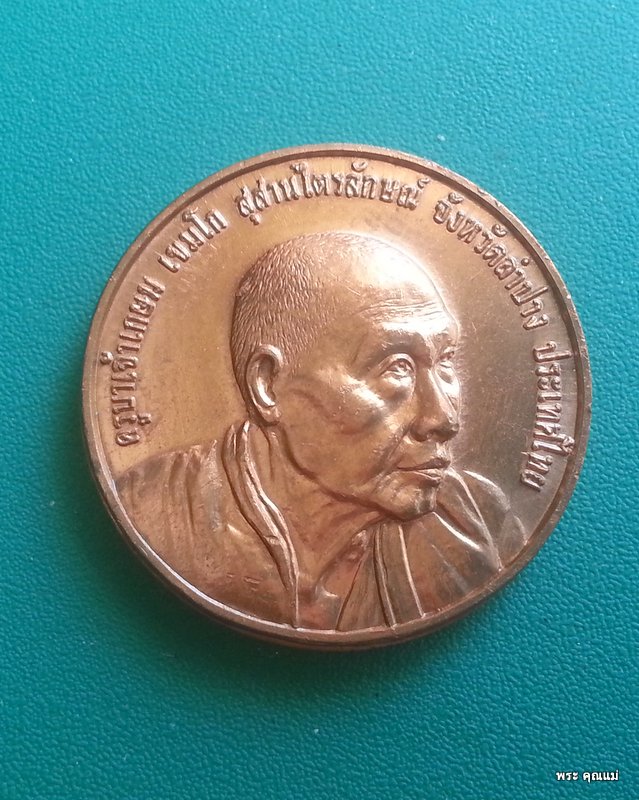 ครูบาเจ้าเกษม เขมโก สุสานไตรลักษณ์ จังหวัดลำปาง ประเทศไทย
พระ คุณแม่